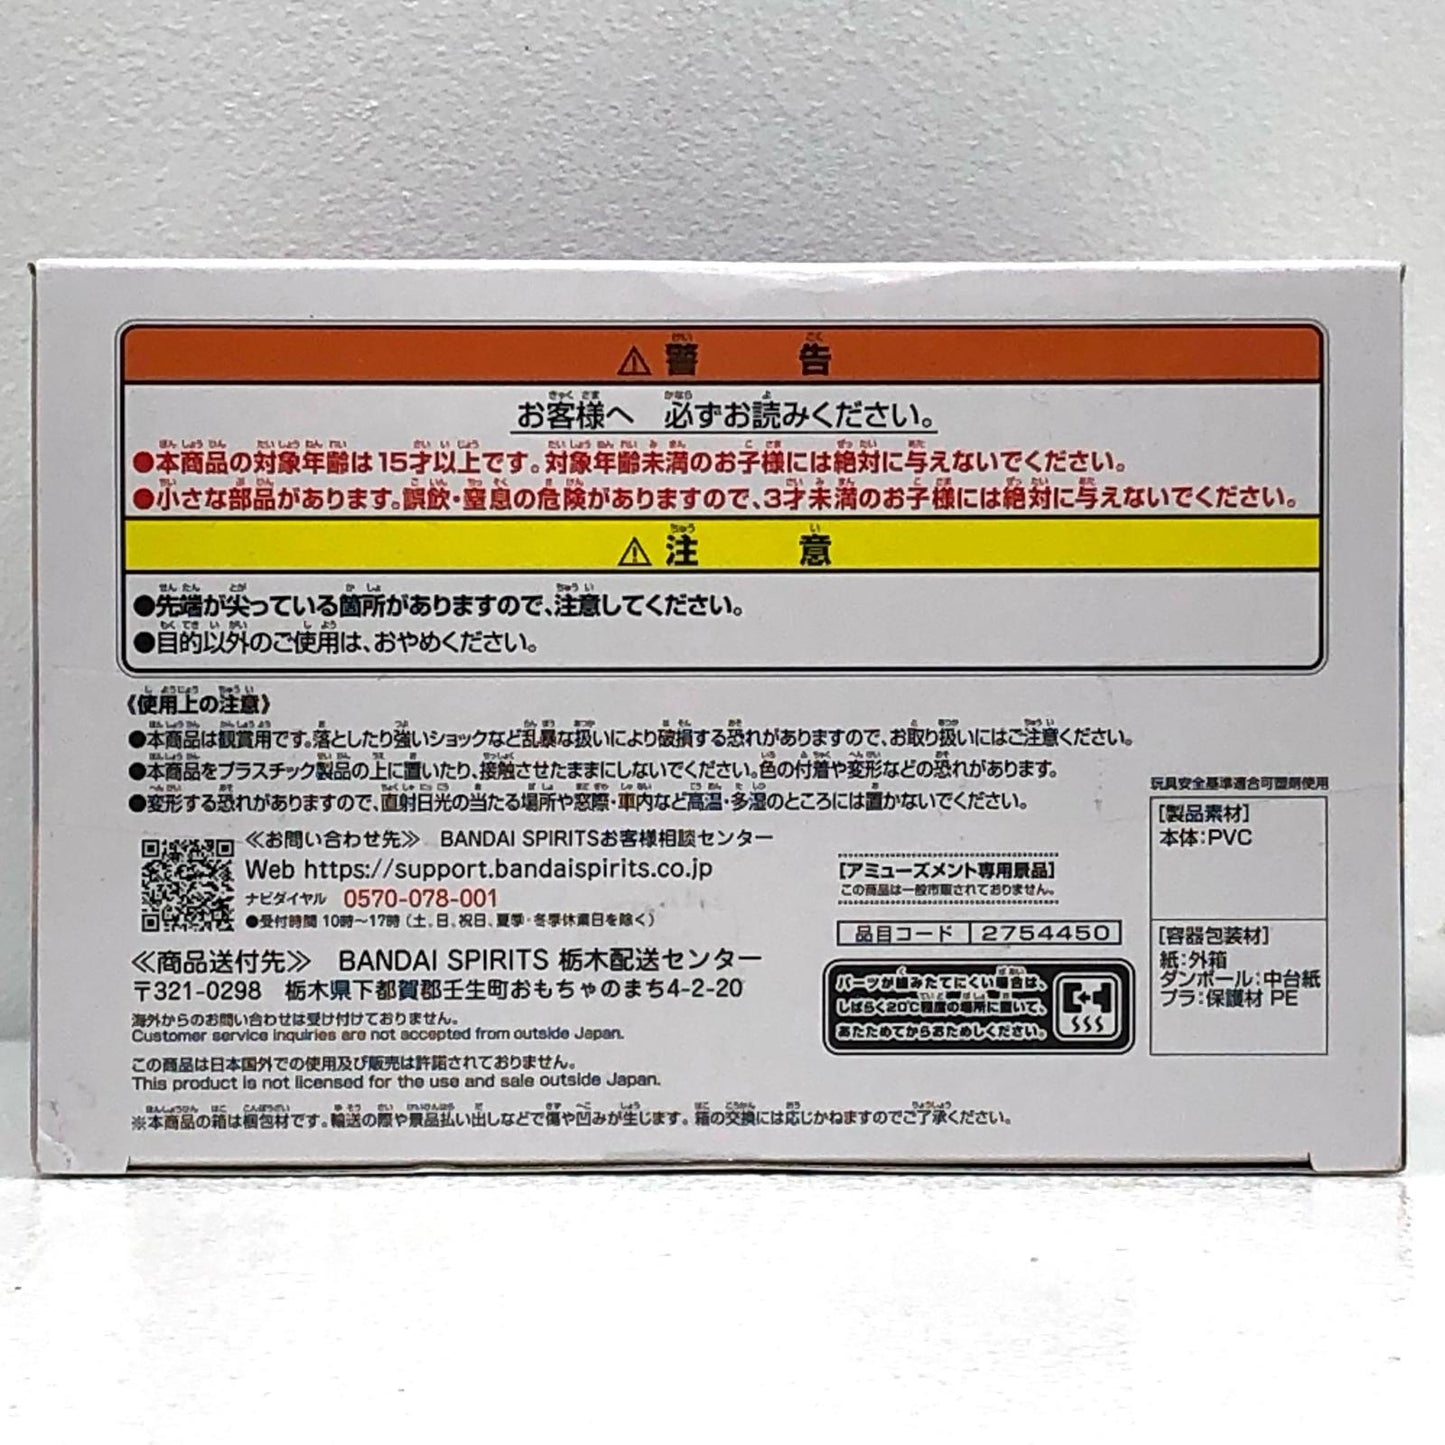 ⚠警告
お客様へ 必ずお読みください。
●本商品の対象年齢は15才以上です。対象年齢未満のお子様には絶対に与えないでください。
●小さな部品があります。誤飲・窒息の危険がありますので、3才未満のお子様には絶対に与えないでください。
⚠注意
●先端が尖っている箇所がありますので、注意してください。
●目的以外のご使用は、おやめください。
《使用上の注意》
●本商品は観賞用です。落としたり強いショックなど乱暴な扱いにより破損する恐れがありますので、お取り扱いにはご注意ください。
●本商品をプラスチック製品の上に置いたり、接触させたままにしないでください。色の付着や変形などの恐れがあります。
●変形する恐れがありますので、直射日光の当たる場所や窓際・車内など高温・多湿のところには置かないでください。
≪お問い合わせ先≫ BANDAI SPIRITSお客様相談センター
Web https://support.bandaispirits.co.jp
ナビダイヤル 0570-078-001
●受付時間 10時～17時（土、日、祝日、夏季・冬季休業日を除く）
≪商品送付先≫ BANDAI SPIRITS 栃木配送センター
〒321-0298 栃木県下都賀郡壬生町おもちゃのまち4-2-20
海外からのお問い合わせは受け付けておりません。
Customer service inquiries are not accepted from outside Japan.
この商品は日本国外での使用及び販売は許諾されておりません。
This product is not licensed for the use and sale outside Japan.
※本商品の箱は梱包材です。輸送の際や景品払い出しなどで傷や凹みが生じます。箱の交換には応じかねますのでご了承ください。
[アミューズメント専用景品]
この商品は一般市販されておりません。
品目コード 2754450
パーツが組みたてにくい場合は、
しばらく20℃程度の場所に置いて、
あたためてからおためしください。
玩具安全基準適合可塑剤使用
[製品素材]
本体:PVC
[容器包装材]
紙:外箱
ダンボール:中台紙
プラ:保護材 PE